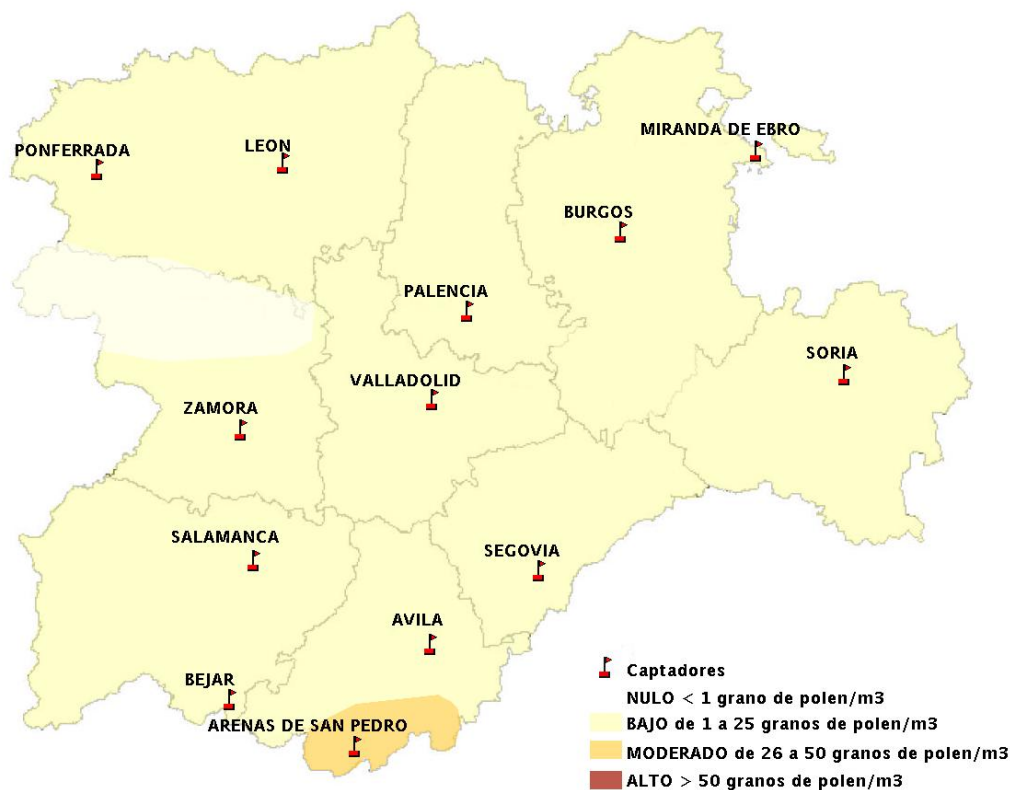 MIRANDA DE EBRO
PONFERRADA
LEON
BURGOS
PALENCIA
SORIA
VALLADOLID
ZAMORA
SALAMANCA
SEGOVIA
AVILA
BEJAR
ARENAS DE SAN PEDRO
Captadores
NULO < 1 grano de polen/m3
BAJO de 1 a 25 granos de polen/m3
MODERADO de 26 a 50 granos de polen/m3
ALTO > 50 granos de polen/m3